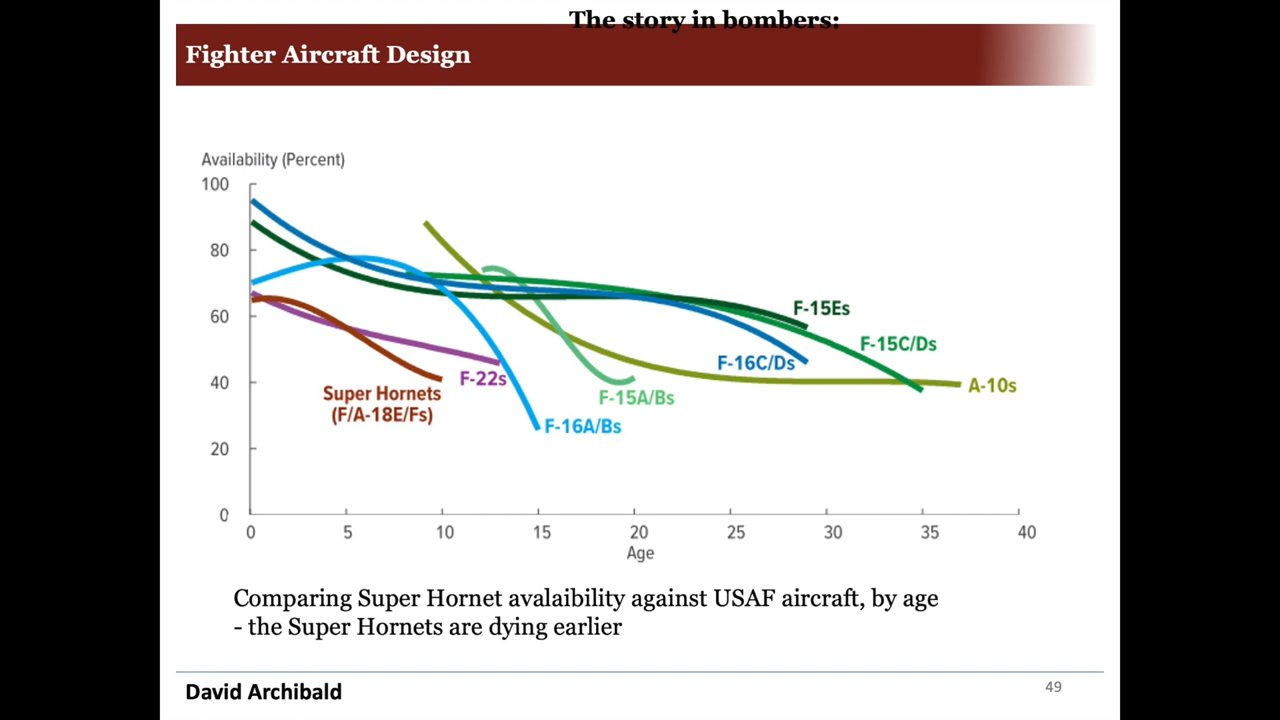 The story in bombers:
Fighter Aircraft Design
Availability (Percent)
100
80
60
40
20
0
F-15Es
F-15C/Ds
F-16C/Ds
A-10s
F-22s
Super Hornets
(F/A-18E/Fs)
F-15A/Bs
F-16A/Bs
0 5 10 15 20 25 30 35 40
Age
Comparing Super Hornet avalaibility against USAF aircraft, by age
- the Super Hornets are dying earlier
David Archibald
49